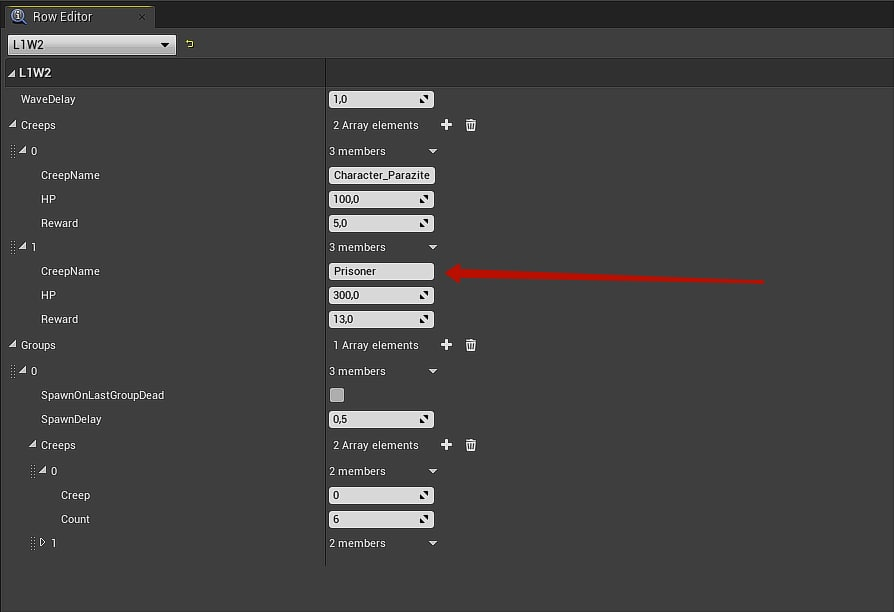 Row Editor
L1W2
L1W2
WaveDelay 1,0
Creeps 2 Array elements
0 3 members
CreepName Character_Parazite
HP 100,0
Reward 5,0
1 3 members
CreepName Prisoner
HP 300,0
Reward 13,0
Groups 1 Array elements
0 3 members
SpawnOnLastGroupDead
SpawnDelay 0,5
Creeps 2 Array elements
0 2 members
Creep 0
Count 6
1 2 members